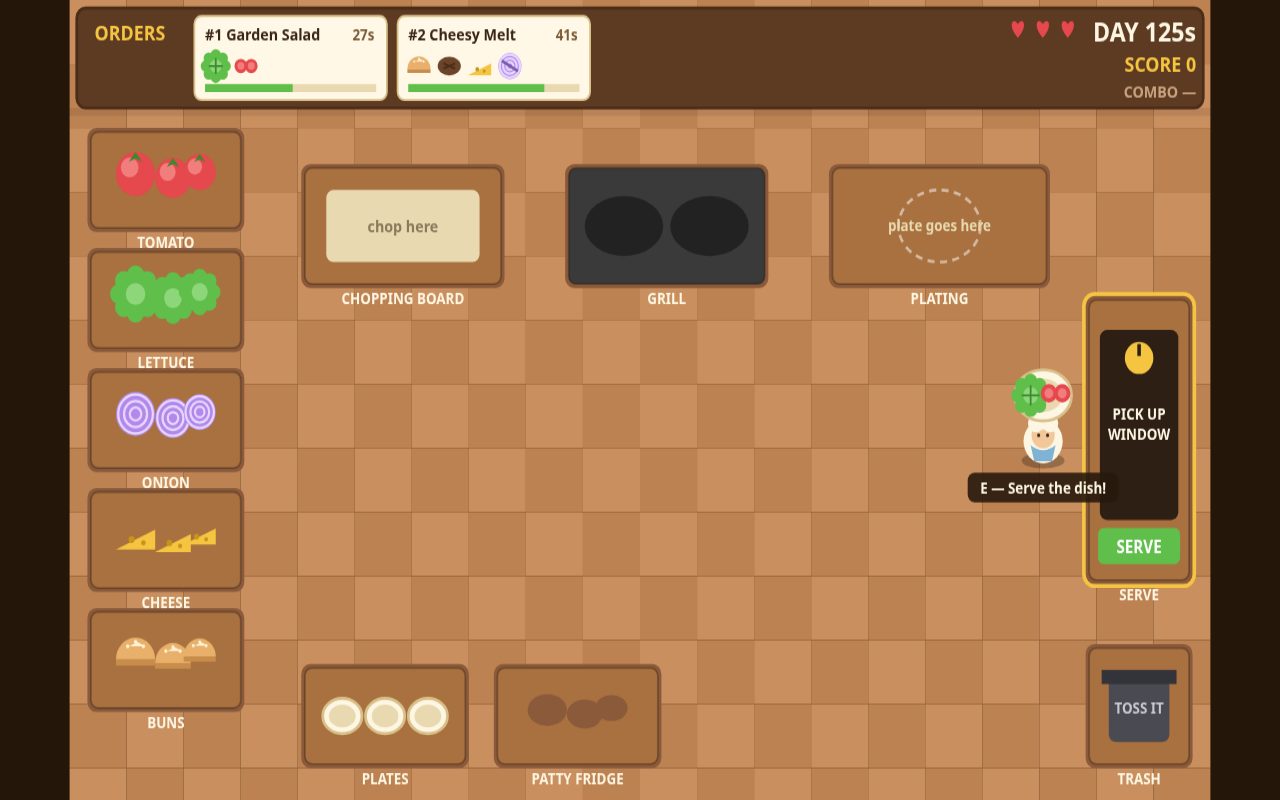 ORDERS
#1 Garden Salad 27s
#2 Cheesy Melt 41s
DAY 125s
SCORE 0
COMBO —
TOMATO
LETTUCE
ONION
CHEESE
BUNS
chop here
CHOPPING BOARD
GRILL
plate goes here
PLATING
PICK UP
WINDOW
E — Serve the dish!
SERVE
SERVE
PLATES
PATTY FRIDGE
TOSS IT
TRASH